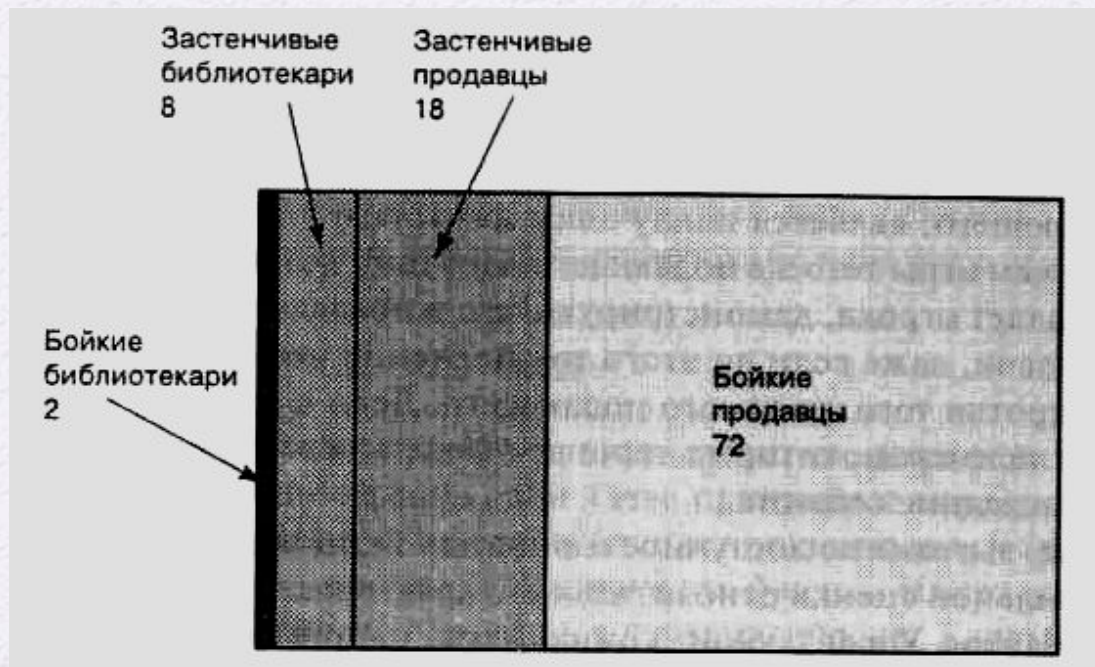 Застенчивые
библиотекари
8
Застенчивые
продавцы
18
Бойкие
библиотекари
2
Бойкие
продавцы
72